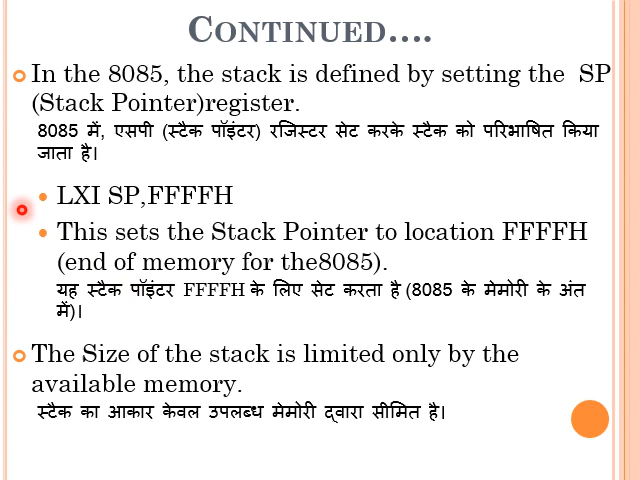 CONTINUED....
In the 8085, the stack is defined by setting the SP
(Stack Pointer)register.
8085 में, एसपी (स्टैक पॉइंटर) रजिस्टर सेट करके स्टैक को परिभाषित किया
जाता है।
LXI SP,FFFFH
This sets the Stack Pointer to location FFFFH
(end of memory for the8085).
यह स्टैक पॉइंटर FFFFH के लिए सेट करता है (8085 के मेमोरी के अंत
में)।
The Size of the stack is limited only by the
available memory.
स्टैक का आकार केवल उपलब्ध मेमोरी द्वारा सीमित है।